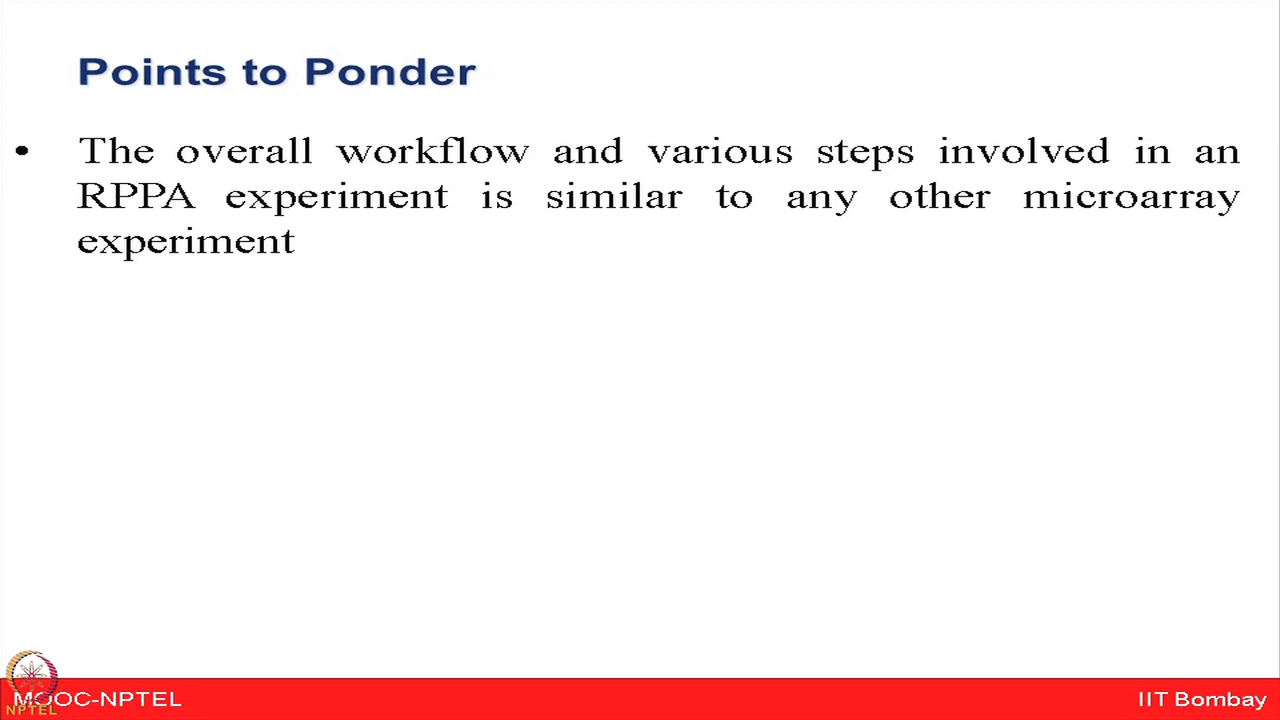 Points to Ponder
• The overall workflow and various steps involved in an
RPPA experiment is similar to any other microarray
experiment
MOOC-NPTEL
NPTEL
IIT Bombay